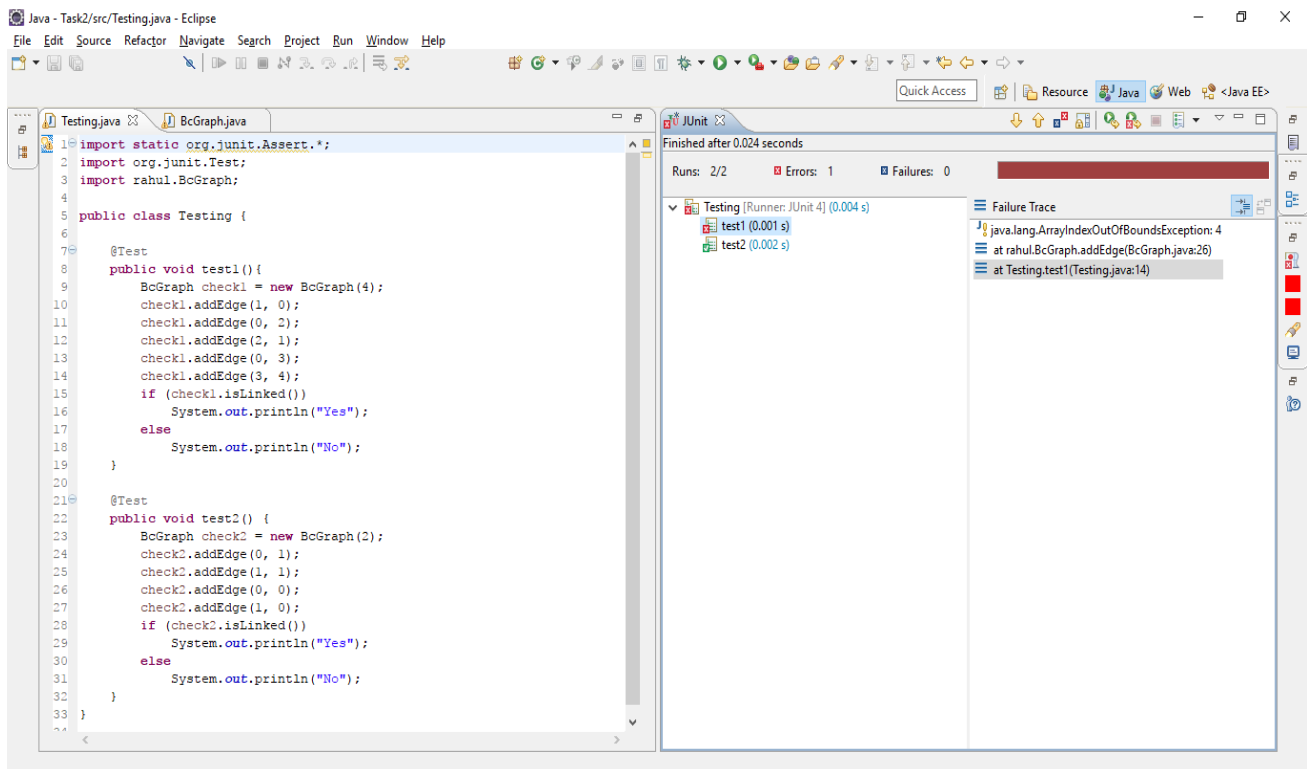 Java - Task2/src/Testing.java - Eclipse
File Edit Source Refactor Navigate Search Project Run Window Help
Quick Access
Resource Java Web <Java EE>
Testing.java BcGraph.java
1 import static org.junit.Assert.*;
2 import org.junit.Test;
3 import rahul.BcGraph;
4
5 public class Testing {
6
7 @Test
8 public void test1(){
9 BcGraph check1 = new BcGraph(4);
10 check1.addEdge(1, 0);
11 check1.addEdge(0, 2);
12 check1.addEdge(2, 1);
13 check1.addEdge(0, 3);
14 check1.addEdge(3, 4);
15 if (check1.isLinked())
16 System.out.println("Yes");
17 else
18 System.out.println("No");
19 }
20
21 @Test
22 public void test2() {
23 BcGraph check2 = new BcGraph(2);
24 check2.addEdge(0, 1);
25 check2.addEdge(1, 1);
26 check2.addEdge(0, 0);
27 check2.addEdge(1, 0);
28 if (check2.isLinked())
29 System.out.println("Yes");
30 else
31 System.out.println("No");
32 }
33 }
JUnit
Finished after 0.024 seconds
Runs: 2/2 Errors: 1 Failures: 0
Testing [Runner: JUnit 4] (0.004 s)
test1 (0.001 s)
test2 (0.002 s)
Failure Trace
java.lang.ArrayIndexOutOfBoundsException: 4
at rahul.BcGraph.addEdge(BcGraph.java:26)
at Testing.test1(Testing.java:14)